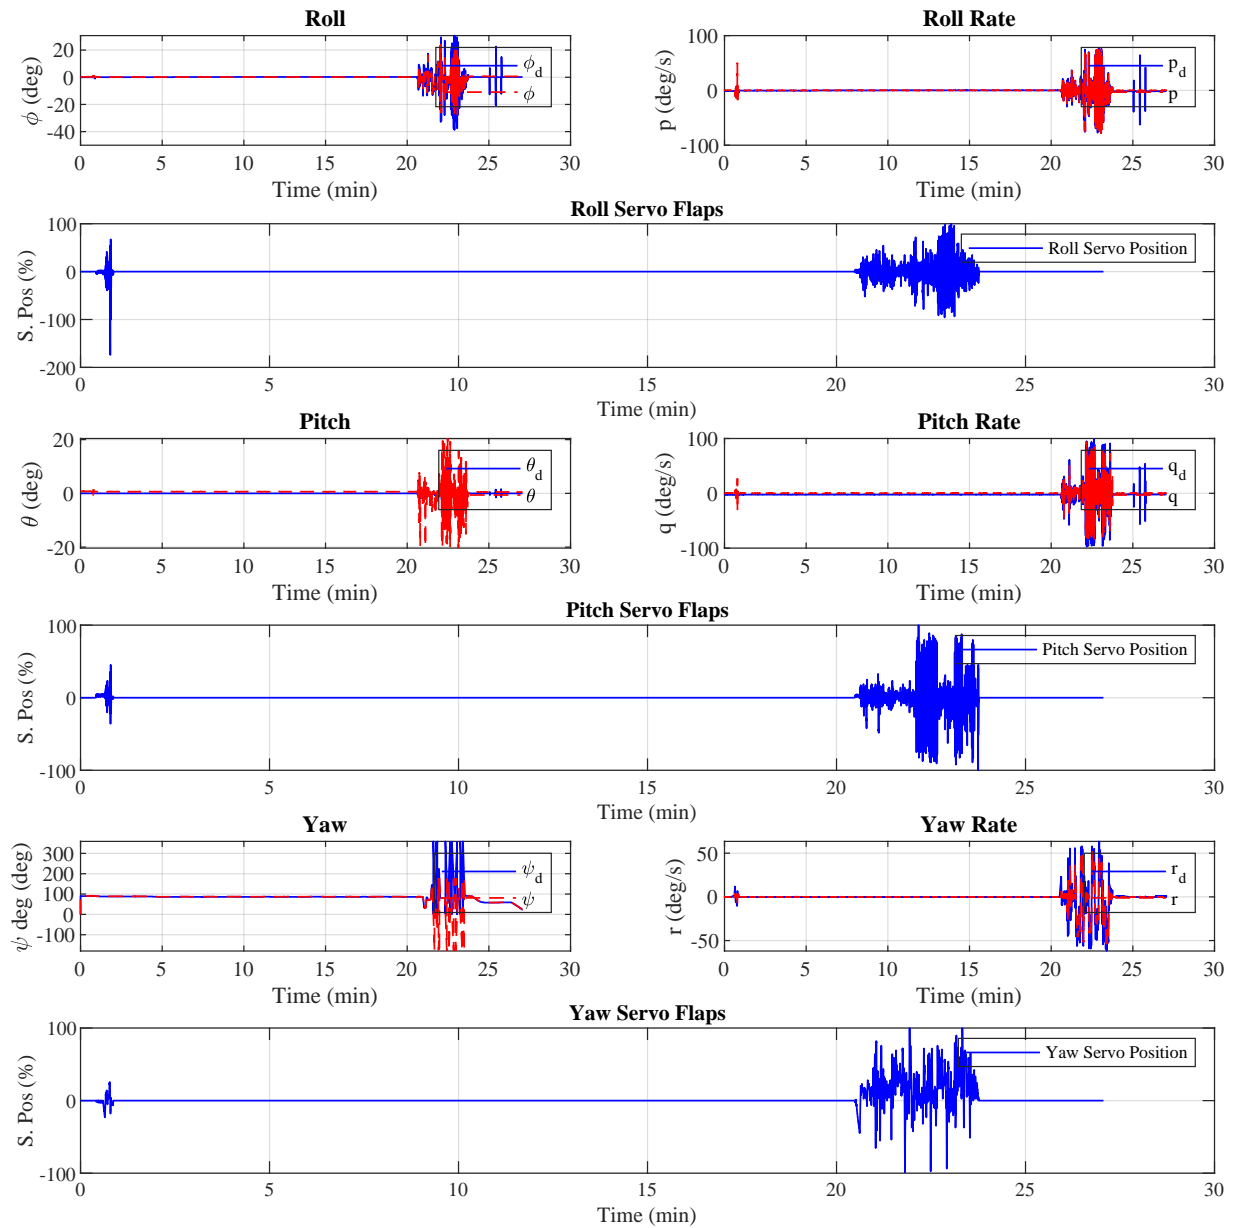 Roll
Roll Rate
ϕ (deg)
20
0
-20
-40
ϕ_d
ϕ
0
5
10
15
20
25
30
Time (min)
p (deg/s)
100
0
-100
p_d
p
0
5
10
15
20
25
30
Time (min)
Roll Servo Flaps
S. Pos (%)
100
0
-100
-200
Roll Servo Position
0
5
10
15
20
25
30
Time (min)
Pitch
Pitch Rate
θ (deg)
20
0
-20
θ_d
θ
0
5
10
15
20
25
30
Time (min)
q (deg/s)
100
0
-100
q_d
q
0
5
10
15
20
25
30
Time (min)
Pitch Servo Flaps
S. Pos (%)
100
0
-100
Pitch Servo Position
0
5
10
15
20
25
30
Time (min)
Yaw
Yaw Rate
ψ deg (deg)
300
200
100
0
-100
ψ_d
ψ
0
5
10
15
20
25
30
Time (min)
r (deg/s)
50
0
-50
r_d
r
0
5
10
15
20
25
30
Time (min)
Yaw Servo Flaps
S. Pos (%)
100
0
-100
Yaw Servo Position
0
5
10
15
20
25
30
Time (min)